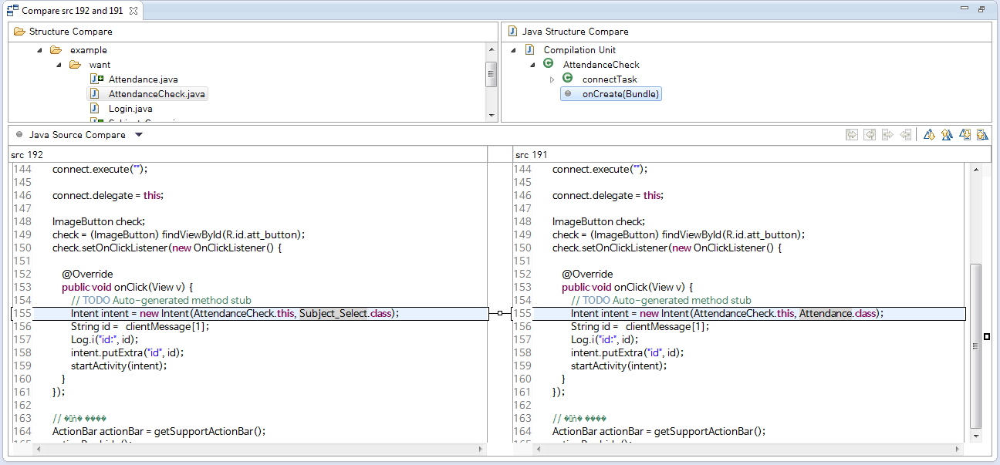 Compare src 192 and 191
Structure Compare
example
want
Attendance.java
AttendanceCheck.java
Login.java
Java Structure Compare
Compilation Unit
AttendanceCheck
connectTask
onCreate(Bundle)
Java Source Compare
src 192
144 connect.execute("");
145
146 connect.delegate = this;
147
148 ImageButton check;
149 check = (ImageButton) findViewById(R.id.att_button);
150 check.setOnClickListener(new OnClickListener() {
151
152 @Override
153 public void onClick(View v) {
154 // TODO Auto-generated method stub
155 Intent intent = new Intent(AttendanceCheck.this, Subject_Select.class);
156 String id = clientMessage[1];
157 Log.i("id:", id);
158 intent.putExtra("id", id);
159 startActivity(intent);
160 }
161 });
162
163 //
164 ActionBar actionBar = getSupportActionBar();
src 191
144 connect.execute("");
145
146 connect.delegate = this;
147
148 ImageButton check;
149 check = (ImageButton) findViewById(R.id.att_button);
150 check.setOnClickListener(new OnClickListener() {
151
152 @Override
153 public void onClick(View v) {
154 // TODO Auto-generated method stub
155 Intent intent = new Intent(AttendanceCheck.this, Attendance.class);
156 String id = clientMessage[1];
157 Log.i("id:", id);
158 intent.putExtra("id", id);
159 startActivity(intent);
160 }
161 });
162
163 //
164 ActionBar actionBar = getSupportActionBar();